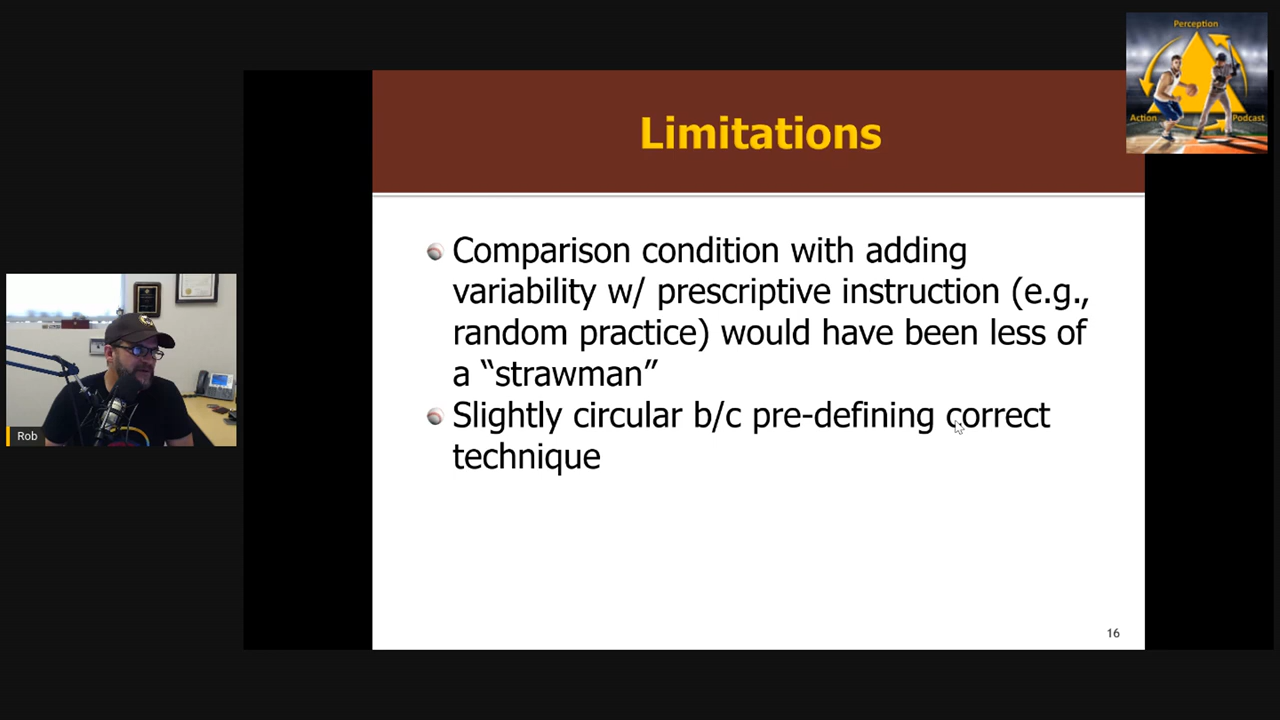 Perception
Action
Podcast
Limitations
Comparison condition with adding
variability w/ prescriptive instruction (e.g.,
random practice) would have been less of
a “strawman”
Slightly circular b/c pre-defining correct
technique
Rob
16